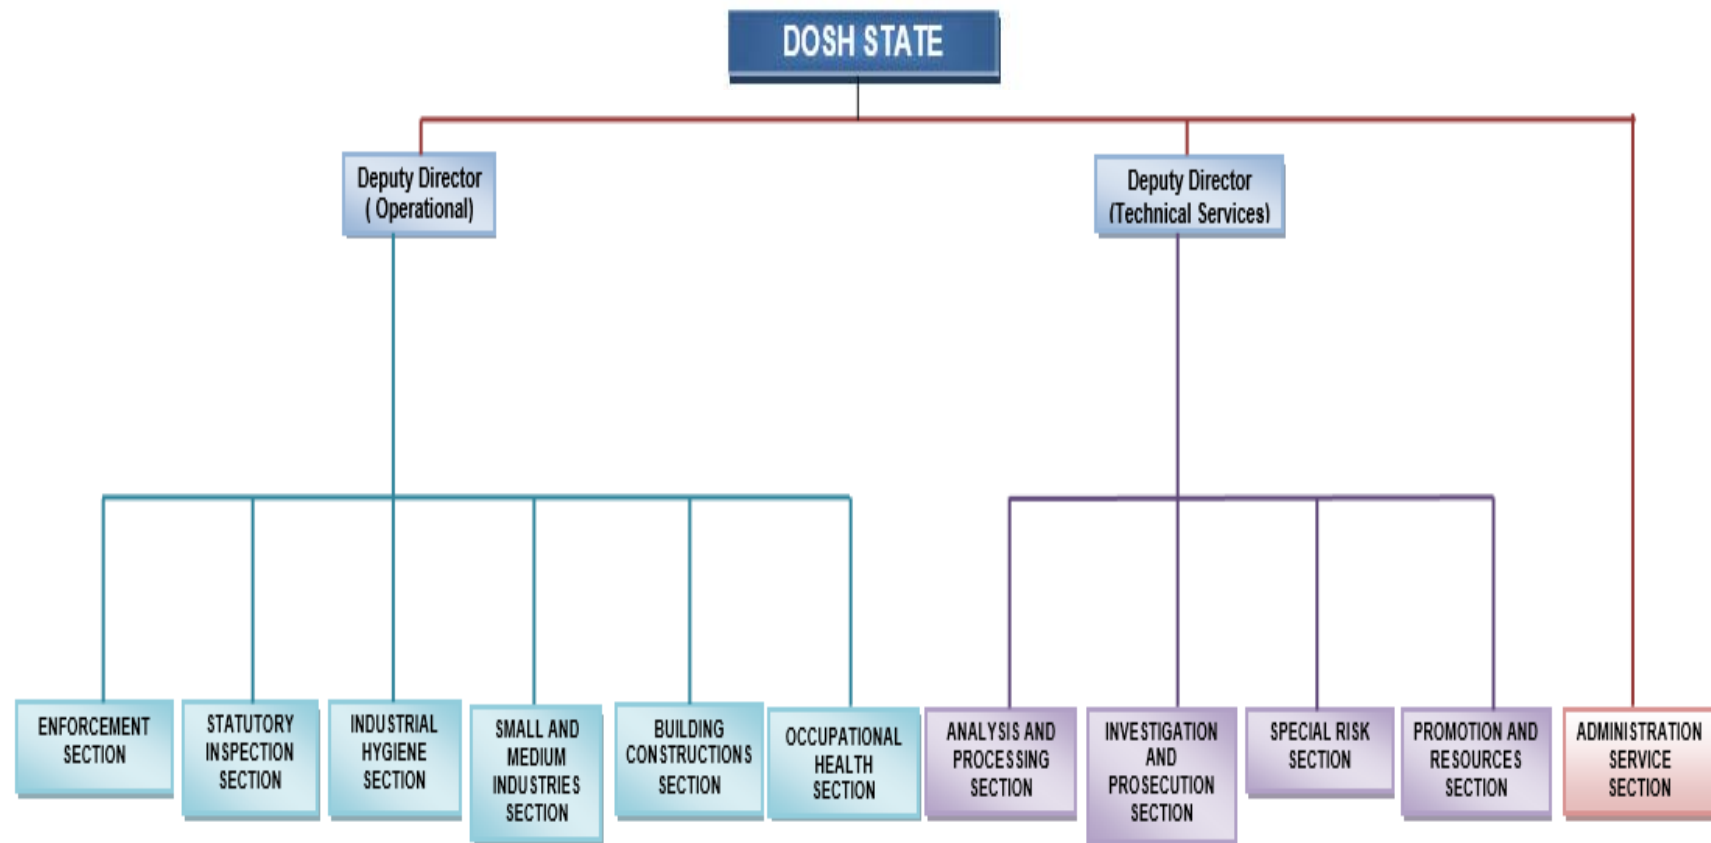 DOSH STATE
Deputy Director
( Operational)
Deputy Director
(Technical Services)
ENFORCEMENT
SECTION
STATUTORY
INSPECTION
SECTION
INDUSTRIAL
HYGIENE
SECTION
SMALL AND
MEDIUM
INDUSTRIES
SECTION
BUILDING
CONSTRUCTIONS
SECTION
OCCUPATIONAL
HEALTH
SECTION
ANALYSIS AND
PROCESSING
SECTION
INVESTIGATION
AND
PROSECUTION
SECTION
SPECIAL RISK
SECTION
PROMOTION AND
RESOURCES
SECTION
ADMINISTRATION
SERVICE
SECTION